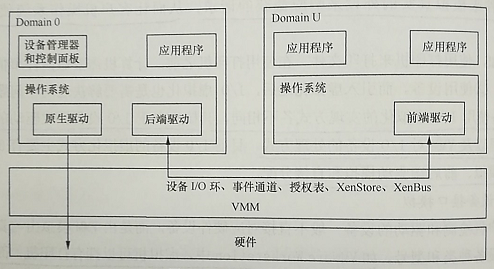 Domain 0
设备管理器
和控制面板
应用程序
操作系统
原生驱动
后端驱动
Domain U
应用程序
应用程序
操作系统
前端驱动
设备 I/O 环、事件通道、授权表、XenStore、XenBus
VMM
硬件